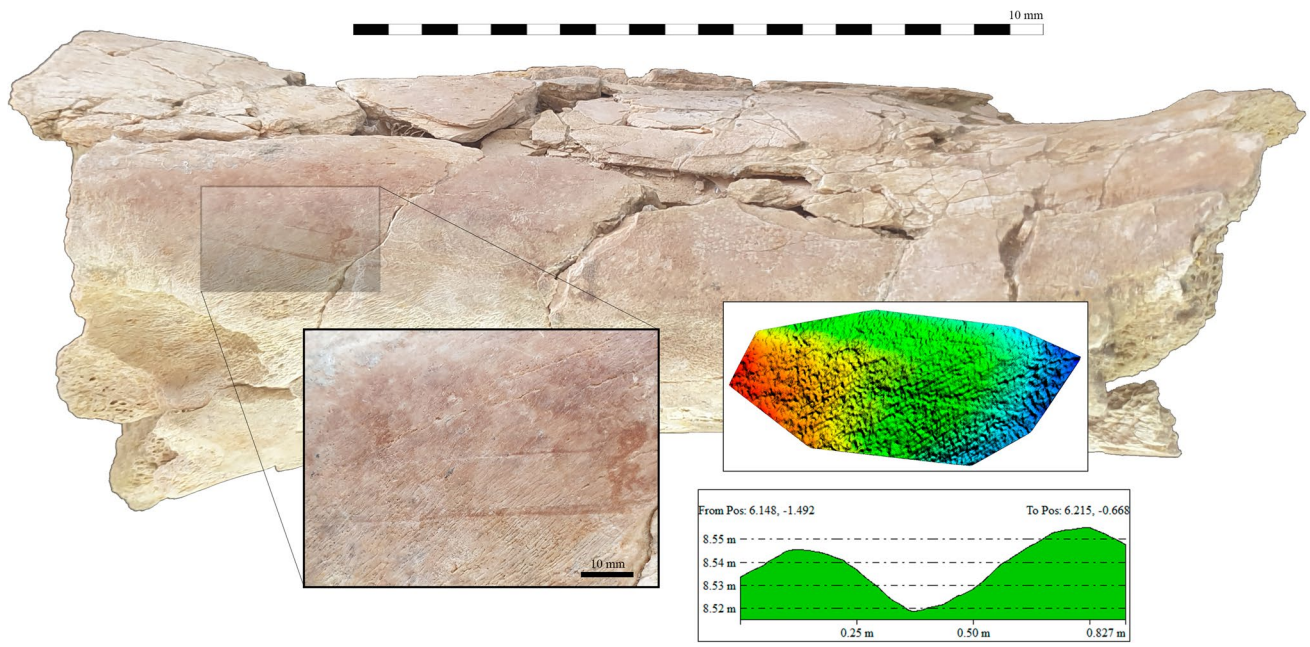 10 mm
10 mm
From Pos: 6.148, -1.492
To Pos: 6.215, -0.668
8.55 m
8.54 m
8.53 m
8.52 m
0.25 m
0.50 m
0.827 m